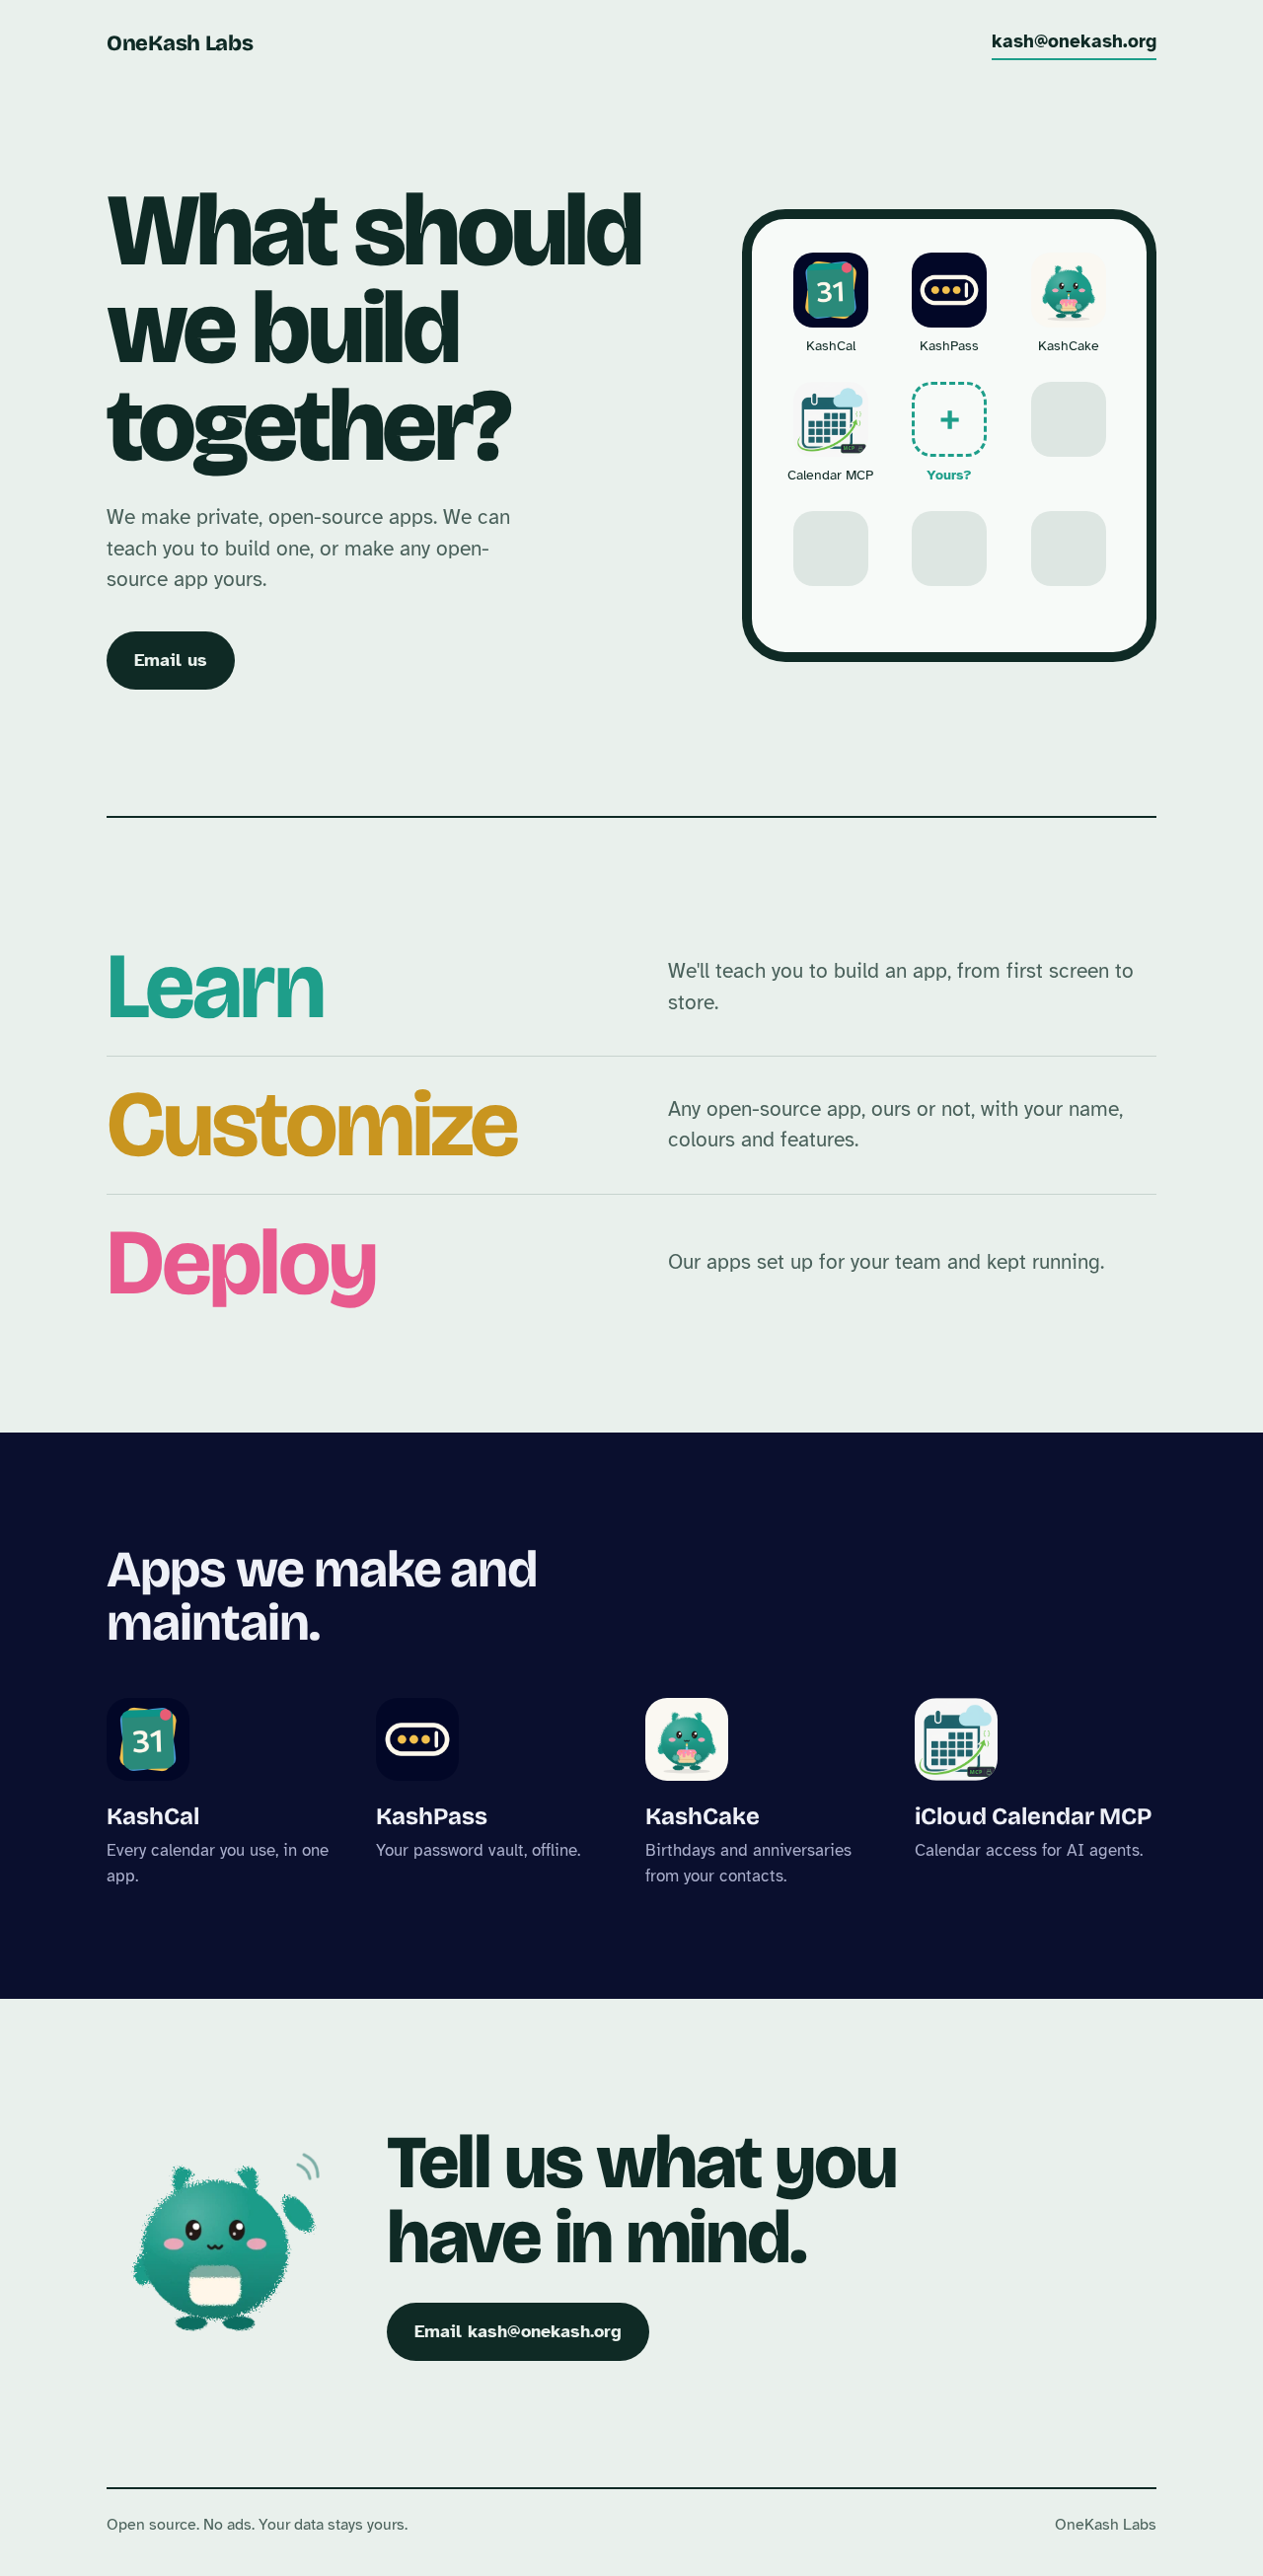 OneKash Labs
kash@onekash.org
What should
we build
together?
We make private, open-source apps. We can
teach you to build one, or make any open-
source app yours.
Email us
31
KashCal
KashPass
KashCake
MCP
Calendar MCP
+
Yours?
Learn
We'll teach you to build an app, from first screen to
store.
Customize
Any open-source app, ours or not, with your name,
colours and features.
Deploy
Our apps set up for your team and kept running.
Apps we make and
maintain.
31
KashCal
Every calendar you use, in one
app.
KashPass
Your password vault, offline.
KashCake
Birthdays and anniversaries
from your contacts.
MCP
iCloud Calendar MCP
Calendar access for AI agents.
Tell us what you
have in mind.
Email kash@onekash.org
Open source. No ads. Your data stays yours.
OneKash Labs